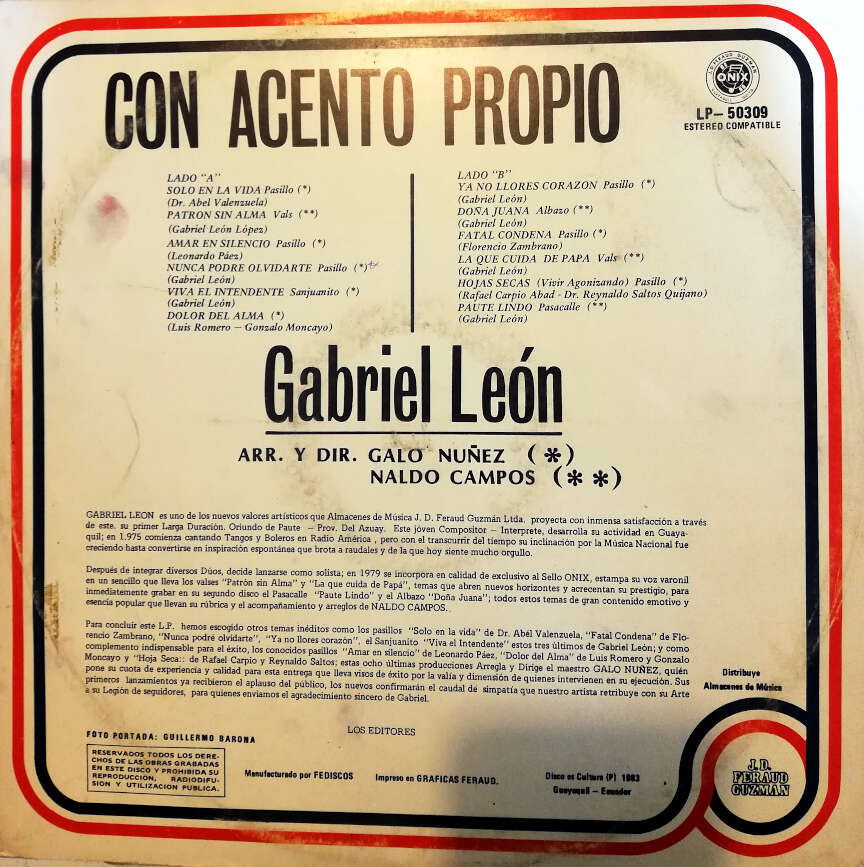 CON ACENTO PROPIO
ONIX
LP- 50309
ESTEREO COMPATIBLE
LADO "A"
SOLO EN LA VIDA Pasillo (*)
(Dr. Abel Valenzuela)
PATRON SIN ALMA Vals (**)
(Gabriel León López)
AMAR EN SILENCIO Pasillo (*)
(Leonardo Páez)
NUNCA PODRE OLVIDARTE Pasillo (*)
(Gabriel León)
VIVA EL INTENDENTE Sanjuanito (*)
(Gabriel León)
DOLOR DEL ALMA (*)
(Luis Romero – Gonzalo Moncayo)
LADO "B"
YA NO LLORES CORAZON Pasillo (*)
(Gabriel León)
DOÑA JUANA Albazo (**)
(Gabriel León)
FATAL CONDENA Pasillo (*)
(Florencio Zambrano)
LA QUE CUIDA DE PAPA Vals (**)
(Gabriel León)
HOJAS SECAS (Vivir Agonizando) Pasillo (*)
(Rafael Carpio Abad - Dr. Reynaldo Saltos Quijano)
PAUTE LINDO Pasacalle (**)
(Gabriel León)
Gabriel León
ARR. Y DIR. GALO NUÑEZ (*)
NALDO CAMPOS (**)
GABRIEL LEON es uno de los nuevos valores artísticos que Almacenes de Música J. D. Feraud Guzmán Ltda. proyecta con inmensa satisfacción a través
de este. su primer Larga Duración. Oriundo de Paute – Prov. Del Azuay. Este jóven Compositor – Interprete, desarrolla su actividad en Guaya-
quil; en 1.975 comienza cantando Tangos y Boleros en Radio América , pero con el transcurrir del tiempo su inclinación por la Música Nacional fue
creciendo hasta convertirse en inspiración espontánea que brota a raudales y de la que hoy siente mucho orgullo.
Después de integrar diversos Dúos, decide lanzarse como solista; en 1979 se incorpora en calidad de exclusivo al Sello ONIX, estampa su voz varonil
en un sencillo que lleva los valses "Patrón sin Alma" y "La que cuida de Papá", temas que abren nuevos horizontes y acrecentan su prestigio, para
inmediatamente grabar en su segundo disco el Pasacalle "Paute Lindo" y el Albazo "Doña Juana"; todos estos temas de gran contenido emotivo y
esencia popular que llevan su rúbrica y el acompañamiento y arreglos de NALDO CAMPOS..
Para concluir este L.P. hemos escogido otros temas inéditos como los pasillos "Solo en la vida" de Dr. Abél Valenzuela, "Fatal Condena" de Flo-
rencio Zambrano, "Nunca podré olvidarte", "Ya no llores corazón", el Sanjuanito "Viva el Intendente" estos tres últimos de Gabriel León; y como
complemento indispensable para el éxito, los conocidos pasillos "Amar en silencio" de Leonardo Páez, "Dolor del Alma" de Luis Romero y Gonzalo
Moncayo y "Hoja Seca:: de Rafael Carpio y Reynaldo Saltos; estas ocho últimas producciones Arregla y Dirige el maestro GALO NUÑEZ, quién
pone su cuota de experiencia y calidad para esta entrega que lleva visos de éxito por la valía y dimensión de quienes intervienen en su ejecución. Sus
primeros lanzamientos ya recibieron el aplauso del público, los nuevos confirmarán el caudal de simpatía que nuestro artista retribuye con su Arte
a su Legión de seguidores, para quienes enviamos el agradecimiento sincero de Gabriel.
LOS EDITORES
Distribuye
Almacenes de Música
J. D.
FERAUD
GUZMAN
FOTO PORTADA: GUILLERMO BARONA
RESERVADOS TODOS LOS DERE-
CHOS DE LAS OBRAS GRABADAS
EN ESTE DISCO Y PROHIBIDA SU
REPRODUCCION, RADIODIFU-
SION Y UTILIZACION PUBLICA.
Manufacturado por FEDISCOS
Impreso en GRAFICAS FERAUD.
Disco es Cultura (P) 1983
Guayaquil – Ecuador